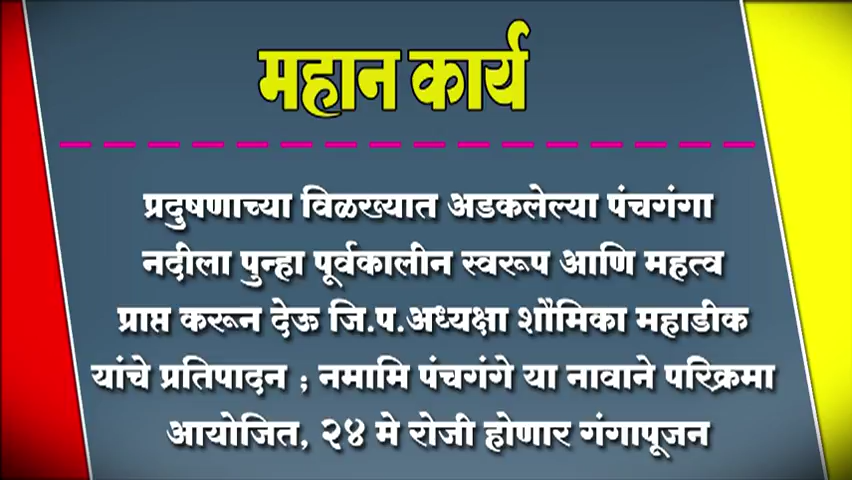 महान कार्य
प्रदुषणाच्या विळख्यात अडकलेल्या पंचगंगा
नदीला पुन्हा पूर्वकालीन स्वरूप आणि महत्व
प्राप्त करून देऊ जि.प.अध्यक्षा शौमिका महाडीक
यांचे प्रतिपादन ; नमामि पंचगंगे या नावाने परिक्रमा
आयोजित, २४ मे रोजी होणार गंगापूजन